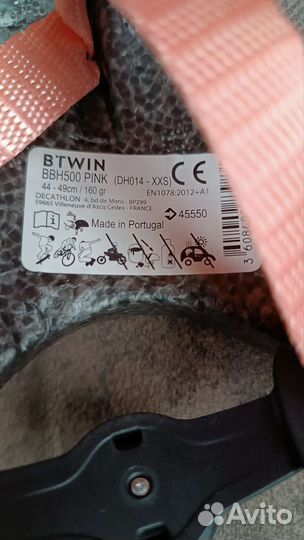 B'TWIN
BBH500 PINK (DH014 - XXS)
44 - 49cm / 160 gr
EN1078:2012+A1
DECATHLON 4, bd de Mons - BP299
59665 Villeneuve d'Ascq Cedex - FRANCE
45550
Made in Portugal
CE
Avito